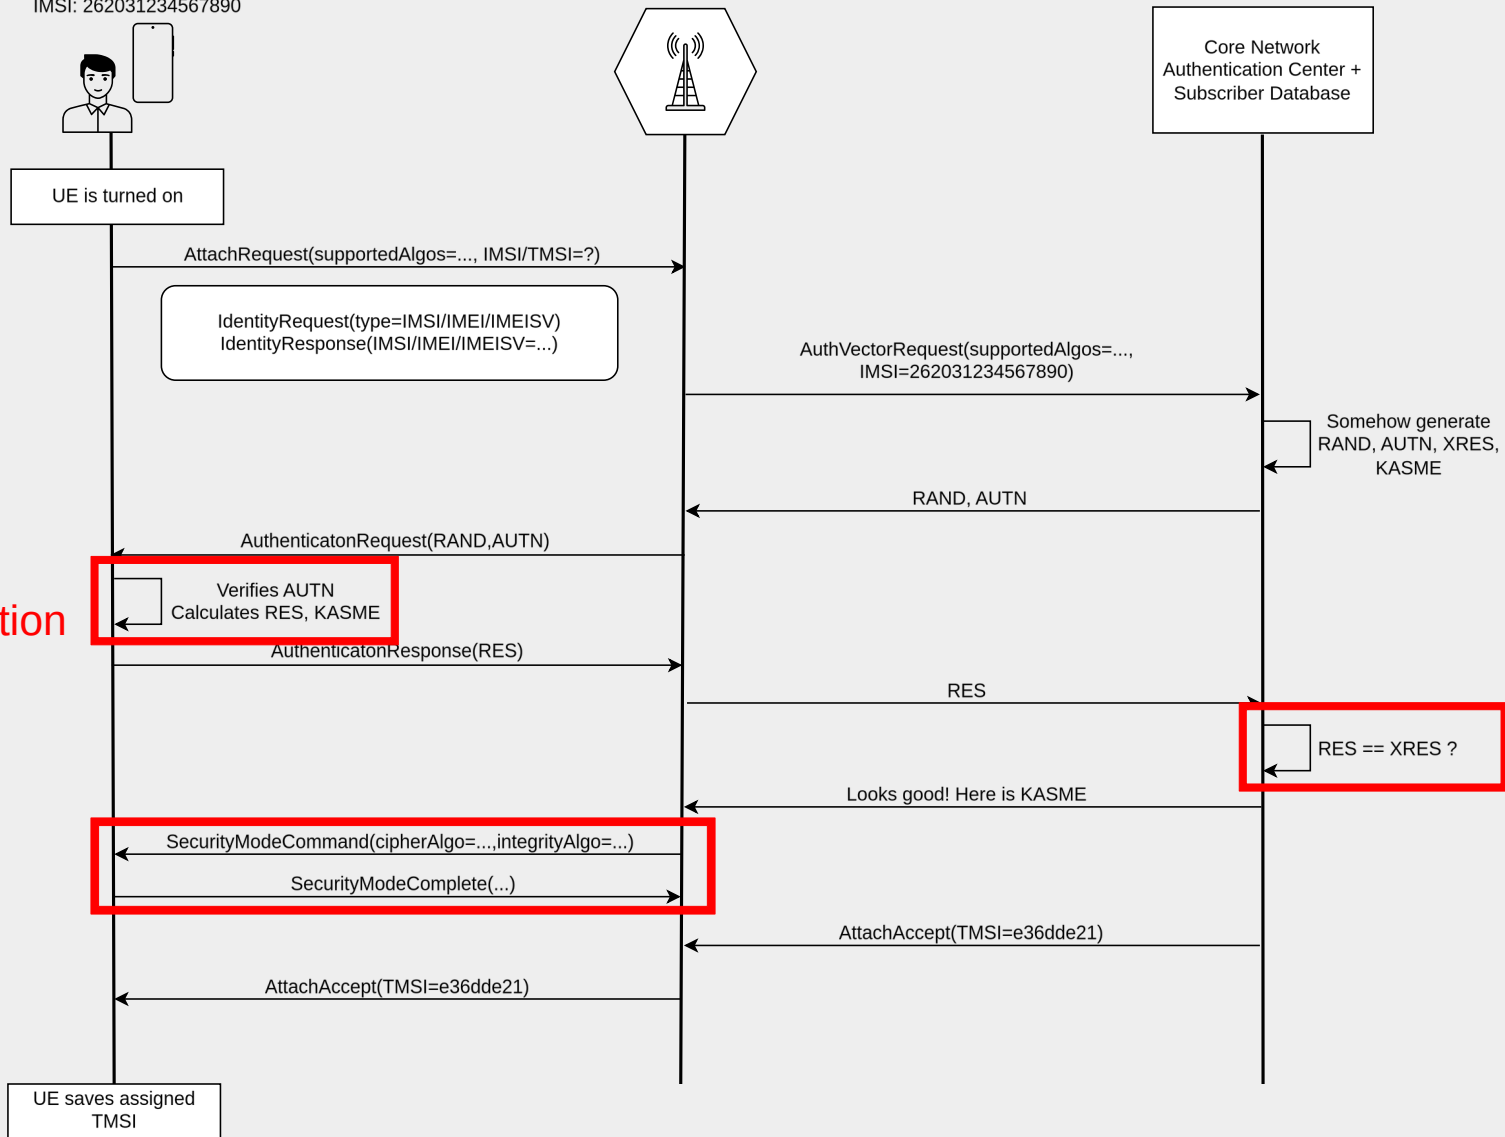 IMSI: 262031234567890
Core Network
Authentication Center +
Subscriber Database
UE is turned on
AttachRequest(supportedAlgos=..., IMSI/TMSI=?)
IdentityRequest(type=IMSI/IMEI/IMEISV)
IdentityResponse(IMSI/IMEI/IMEISV=...)
AuthVectorRequest(supportedAlgos=...,
IMSI=262031234567890)
Somehow generate
RAND, AUTN, XRES,
KASME
RAND, AUTN
AuthenticatonRequest(RAND,AUTN)
Verifies AUTN
Calculates RES, KASME
tion
AuthenticatonResponse(RES)
RES
RES == XRES ?
Looks good! Here is KASME
SecurityModeCommand(cipherAlgo=...,integrityAlgo=...)
SecurityModeComplete(...)
AttachAccept(TMSI=e36dde21)
AttachAccept(TMSI=e36dde21)
UE saves assigned
TMSI